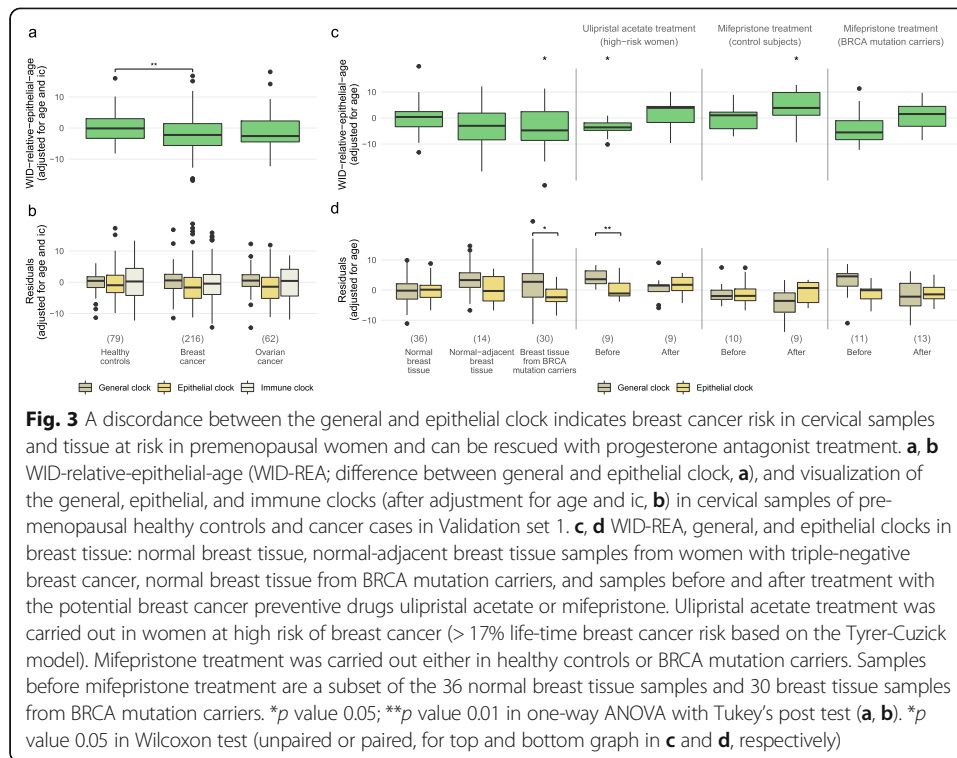 a
WID−relative−epithelial−age
(adjusted for age and ic)
10
0
−10
**
b
Residuals
(adjusted for age and ic)
10
0
−10
(79)
(216)
(62)
Healthy
controls
Breast
cancer
Ovarian
cancer
General clock
Epithelial clock
Immune clock
c
Ulipristal acetate treatment
(high−risk women)
Mifepristone treatment
(control subjects)
Mifepristone treatment
(BRCA mutation carriers)
WID−relative−epithelial−age
(adjusted for age)
10
0
−10
*
*
*
d
Residuals
(adjusted for age)
10
0
−10
*
**
(36)
(14)
(30)
(9)
(9)
(10)
(9)
(11)
(13)
Normal
breast
tissue
Normal−adjacent
breast tissue
Breast tissue
from BRCA
mutation carriers
Before
After
Before
After
Before
After
General clock
Epithelial clock
Fig. 3 A discordance between the general and epithelial clock indicates breast cancer risk in cervical samples
and tissue at risk in premenopausal women and can be rescued with progesterone antagonist treatment. a, b
WID-relative-epithelial-age (WID-REA; difference between general and epithelial clock, a), and visualization of
the general, epithelial, and immune clocks (after adjustment for age and ic, b) in cervical samples of pre-
menopausal healthy controls and cancer cases in Validation set 1. c, d WID-REA, general, and epithelial clocks in
breast tissue: normal breast tissue, normal-adjacent breast tissue samples from women with triple-negative
breast cancer, normal breast tissue from BRCA mutation carriers, and samples before and after treatment with
the potential breast cancer preventive drugs ulipristal acetate or mifepristone. Ulipristal acetate treatment was
carried out in women at high risk of breast cancer (> 17% life-time breast cancer risk based on the Tyrer-Cuzick
model). Mifepristone treatment was carried out either in healthy controls or BRCA mutation carriers. Samples
before mifepristone treatment are a subset of the 36 normal breast tissue samples and 30 breast tissue samples
from BRCA mutation carriers. *p value 0.05; **p value 0.01 in one-way ANOVA with Tukey's post test (a, b). *p
value 0.05 in Wilcoxon test (unpaired or paired, for top and bottom graph in c and d, respectively)